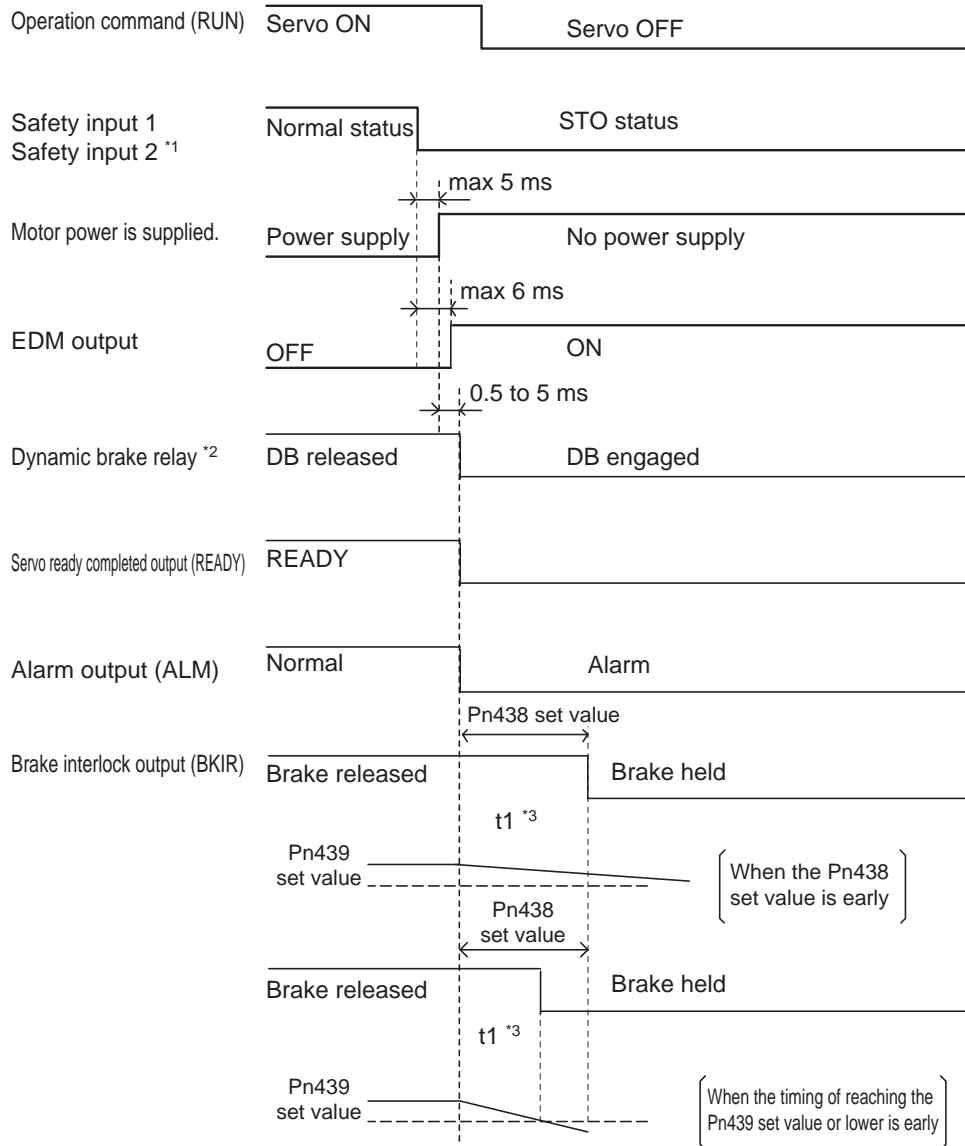 Operation command (RUN)
Servo ON
Servo OFF
Safety input 1
Safety input 2 *1
Normal status
STO status
max 5 ms
Motor power is supplied.
Power supply
No power supply
max 6 ms
EDM output
OFF
ON
0.5 to 5 ms
Dynamic brake relay *2
DB released
DB engaged
Servo ready completed output (READY)
READY
Alarm output (ALM)
Normal
Alarm
Pn438 set value
Brake interlock output (BKIR)
Brake released
Brake held
t1 *3
Pn439
set value
When the Pn438
set value is early
Pn438
set value
Brake released
Brake held
t1 *3
Pn439
set value
When the timing of reaching the
Pn439 set value or lower is early